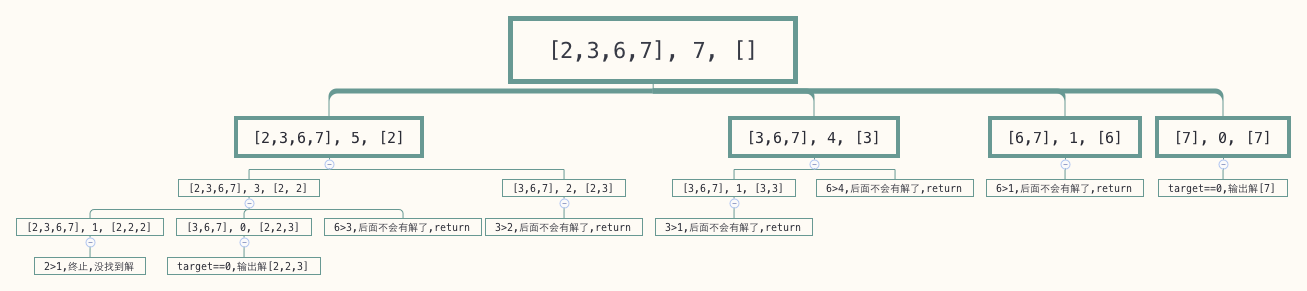 [2,3,6,7], 7, []
[2,3,6,7], 5, [2]
[3,6,7], 4, [3]
[6,7], 1, [6]
[7], 0, [7]
[2,3,6,7], 3, [2, 2]
[3,6,7], 2, [2,3]
[3,6,7], 1, [3,3]
6>4,后面不会有解了,return
6>1,后面不会有解了,return
target==0,输出解[7]
[2,3,6,7], 1, [2,2,2]
[3,6,7], 0, [2,2,3]
6>3,后面不会有解了,return
3>2,后面不会有解了,return
3>1,后面不会有解了,return
2>1,终止,没找到解
target==0,输出解[2,2,3]